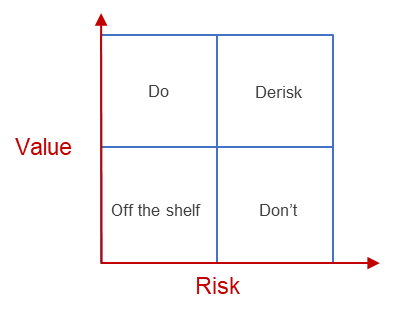 Do
Derisk
Value
Off the shelf
Don’t
Risk